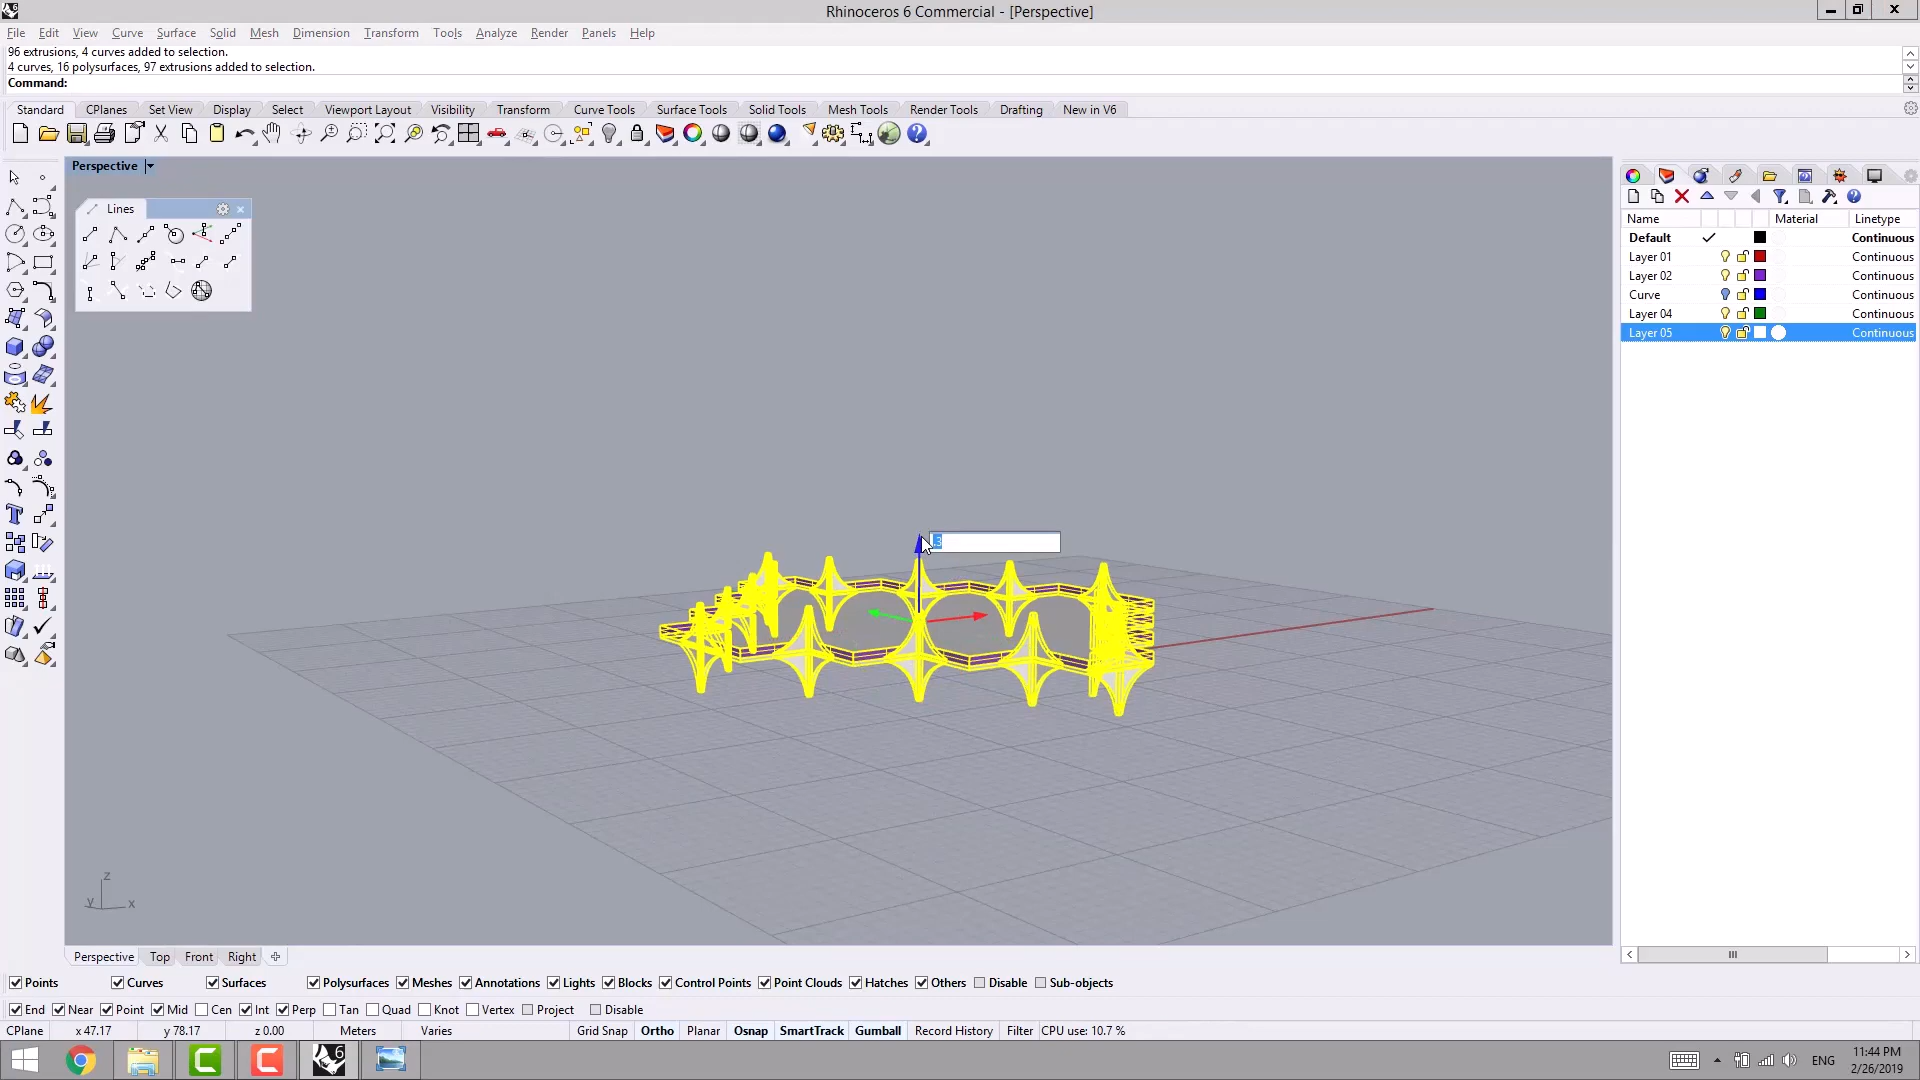 Rhinoceros 6 Commercial - [Perspective]
File Edit View Curve Surface Solid Mesh Dimension Transform Tools Analyze Render Panels Help
96 extrusions, 4 curves added to selection.
4 curves, 16 polysurfaces, 97 extrusions added to selection.
Command:
Standard CPlanes Set View Display Select Viewport Layout Visibility Transform Curve Tools Surface Tools Solid Tools Mesh Tools Render Tools Drafting New in V6
Perspective
Lines
Name Material Linetype
Default Continuous
Layer 01 Continuous
Layer 02 Continuous
Curve Continuous
Layer 04 Continuous
Layer 05 Continuous
z
y x
Perspective Top Front Right
Points Curves Surfaces Polysurfaces Meshes Annotations Lights Blocks Control Points Point Clouds Hatches Others Disable Sub-objects
End Near Point Mid Cen Int Perp Tan Quad Knot Vertex Project Disable
CPlane x 47.17 y 78.17 z 0.00 Meters Varies Grid Snap Ortho Planar Osnap SmartTrack Gumball Record History Filter CPU use: 10.7 %
ENG
11:44 PM
2/26/2019